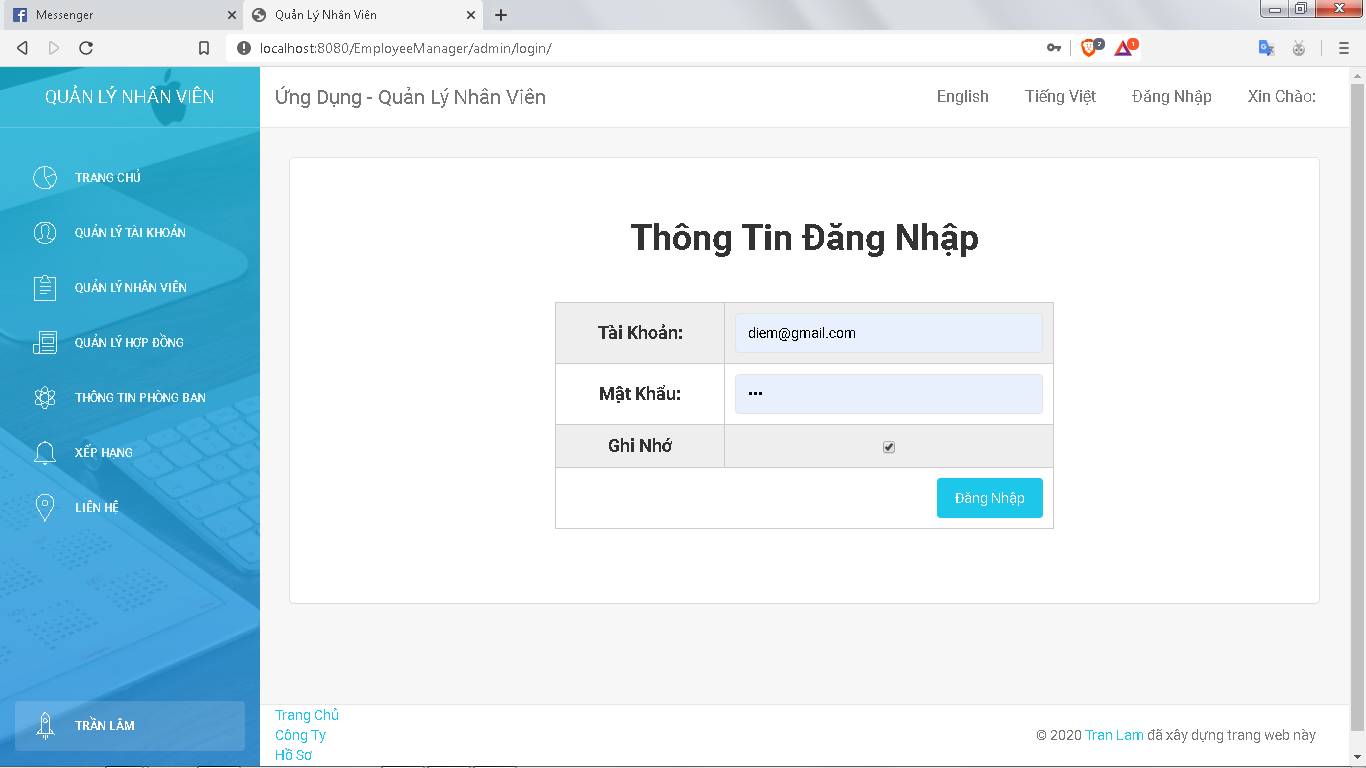 Messenger
Quản Lý Nhân Viên
localhost:8080/EmployeeManager/admin/login/
7
1
QUẢN LÝ NHÂN VIÊN
Ứng Dụng - Quản Lý Nhân Viên
English
Tiếng Việt
Đăng Nhập
Xin Chào:
TRANG CHỦ
QUẢN LÝ TÀI KHOẢN
QUẢN LÝ NHÂN VIÊN
QUẢN LÝ HỢP ĐỒNG
THÔNG TIN PHÒNG BAN
XẾP HẠNG
LIÊN HỆ
TRẦN LÂM
Thông Tin Đăng Nhập
Tài Khoản:
diem@gmail.com
Mật Khẩu:
•••
Ghi Nhớ
Đăng Nhập
Trang Chủ
Công Ty
Hồ Sơ
© 2020 Tran Lam đã xây dựng trang web này